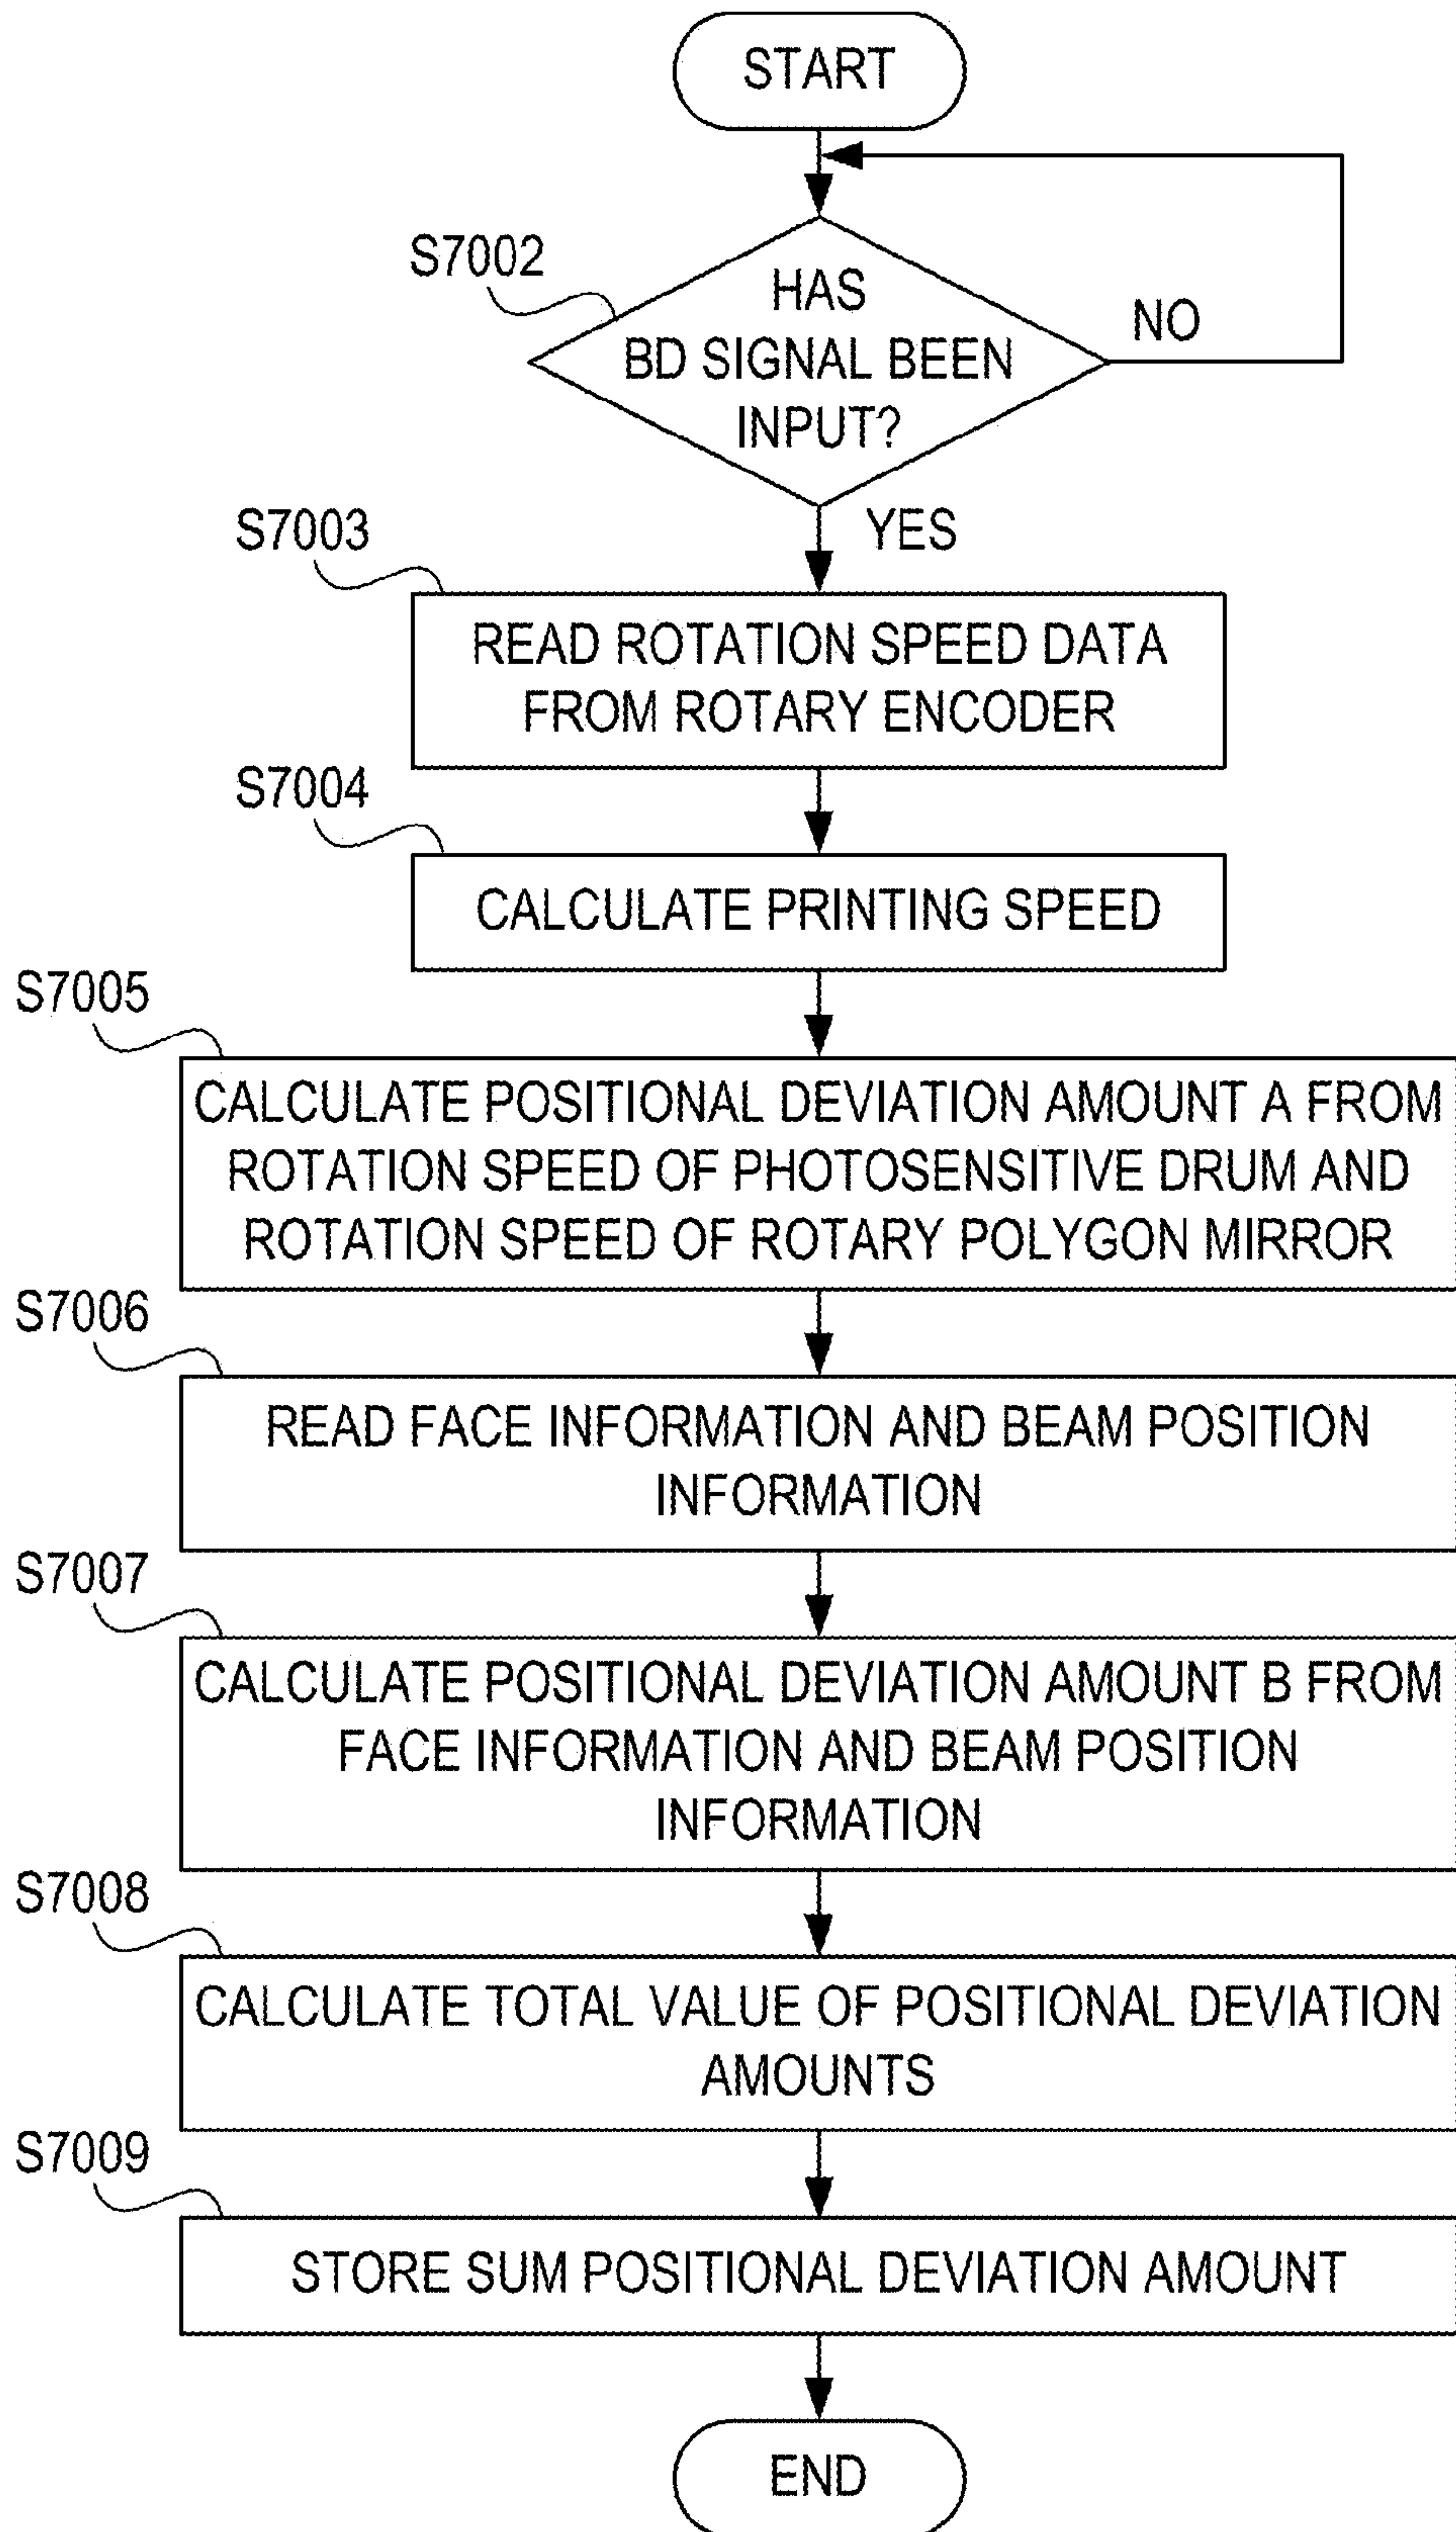 START
S7002
HAS
BD SIGNAL BEEN
INPUT?
NO
YES
S7003
READ ROTATION SPEED DATA
FROM ROTARY ENCODER
S7004
CALCULATE PRINTING SPEED
S7005
CALCULATE POSITIONAL DEVIATION AMOUNT A FROM
ROTATION SPEED OF PHOTOSENSITIVE DRUM AND
ROTATION SPEED OF ROTARY POLYGON MIRROR
S7006
READ FACE INFORMATION AND BEAM POSITION
INFORMATION
S7007
CALCULATE POSITIONAL DEVIATION AMOUNT B FROM
FACE INFORMATION AND BEAM POSITION
INFORMATION
S7008
CALCULATE TOTAL VALUE OF POSITIONAL DEVIATION
AMOUNTS
S7009
STORE SUM POSITIONAL DEVIATION AMOUNT
END